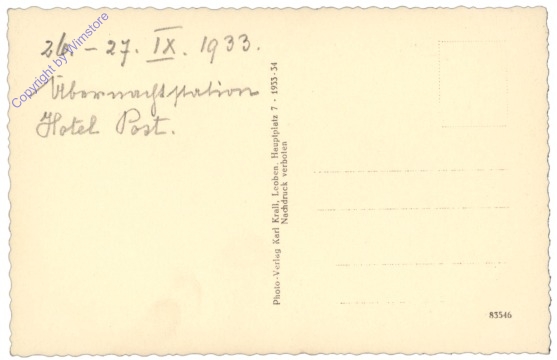 26. – 27. IX. 1933.
Übernachtstation
Hotel Post.
Photo-Verlag Karl Krall, Leoben, Hauptplatz 7 - 1933-34
Nachdruck verboten
83546
Copyright by Wimstore